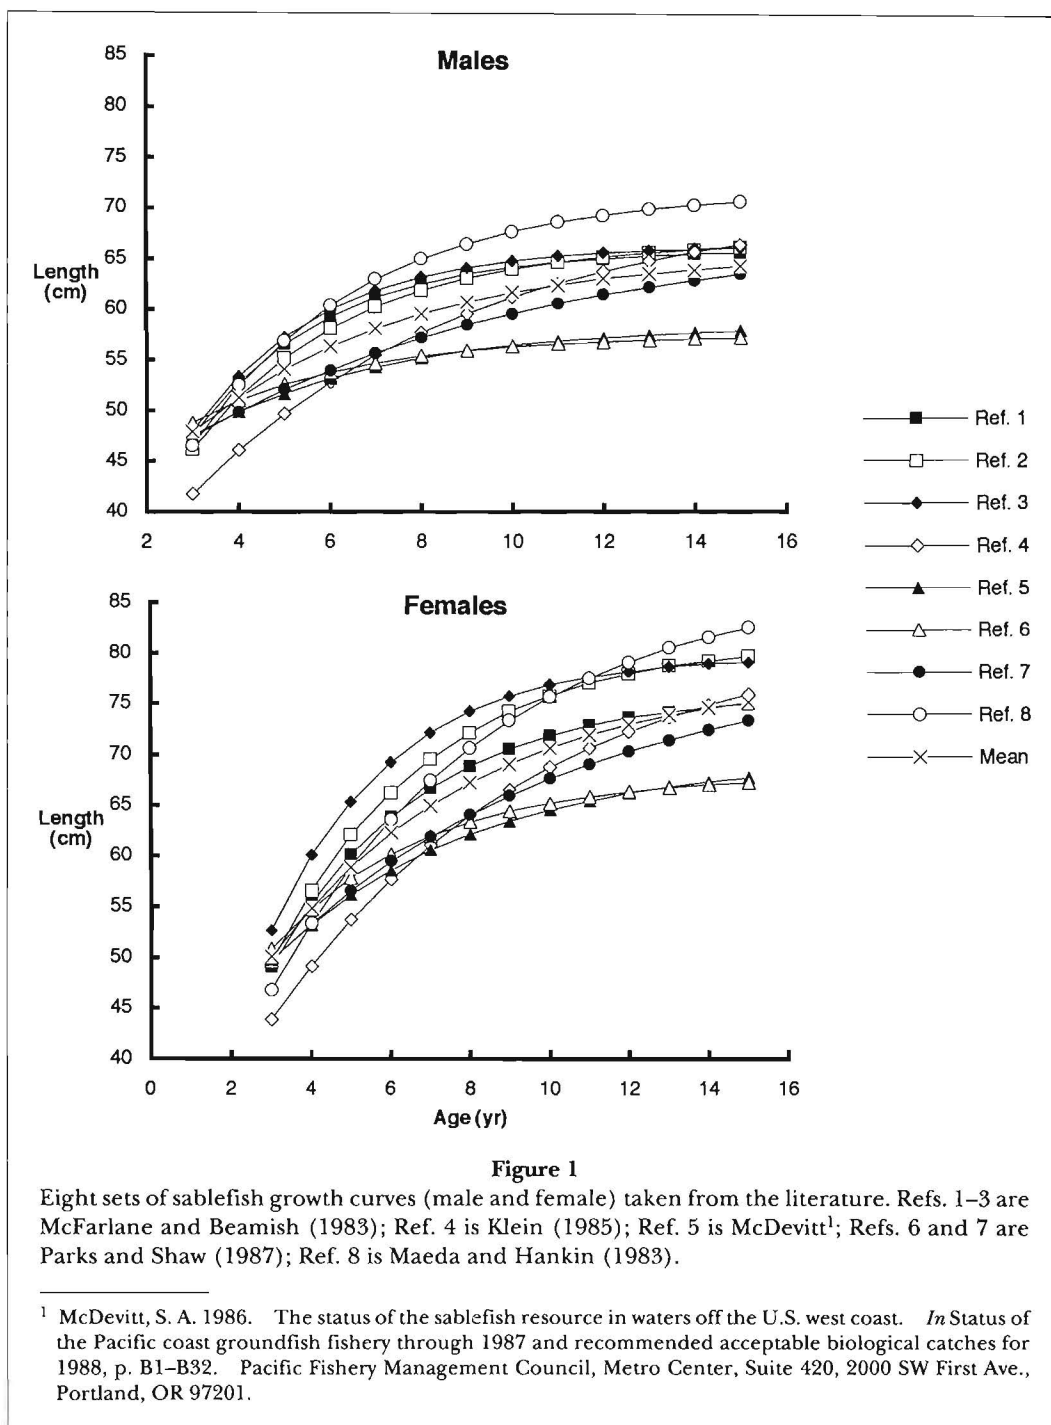 85
Males
80
75
70
65
Length
(cm)
60
55
50
45
40
2 4 6 8 10 12 14 16
Ref. 1
Ref. 2
Ref. 3
Ref. 4
Ref. 5
Ref. 6
Ref. 7
Ref. 8
Mean
85
Females
80
75
70
65
Length
(cm)
60
55
50
45
40
0 2 4 6 8 10 12 14 16
Age (yr)
Figure 1
Eight sets of sablefish growth curves (male and female) taken from the literature. Refs. 1–3 are
McFarlane and Beamish (1983); Ref. 4 is Klein (1985); Ref. 5 is McDevitt¹; Refs. 6 and 7 are
Parks and Shaw (1987); Ref. 8 is Maeda and Hankin (1983).
¹ McDevitt, S. A. 1986. The status of the sablefish resource in waters off the U.S. west coast. In Status of
the Pacific coast groundfish fishery through 1987 and recommended acceptable biological catches for
1988, p. B1–B32. Pacific Fishery Management Council, Metro Center, Suite 420, 2000 SW First Ave.,
Portland, OR 97201.